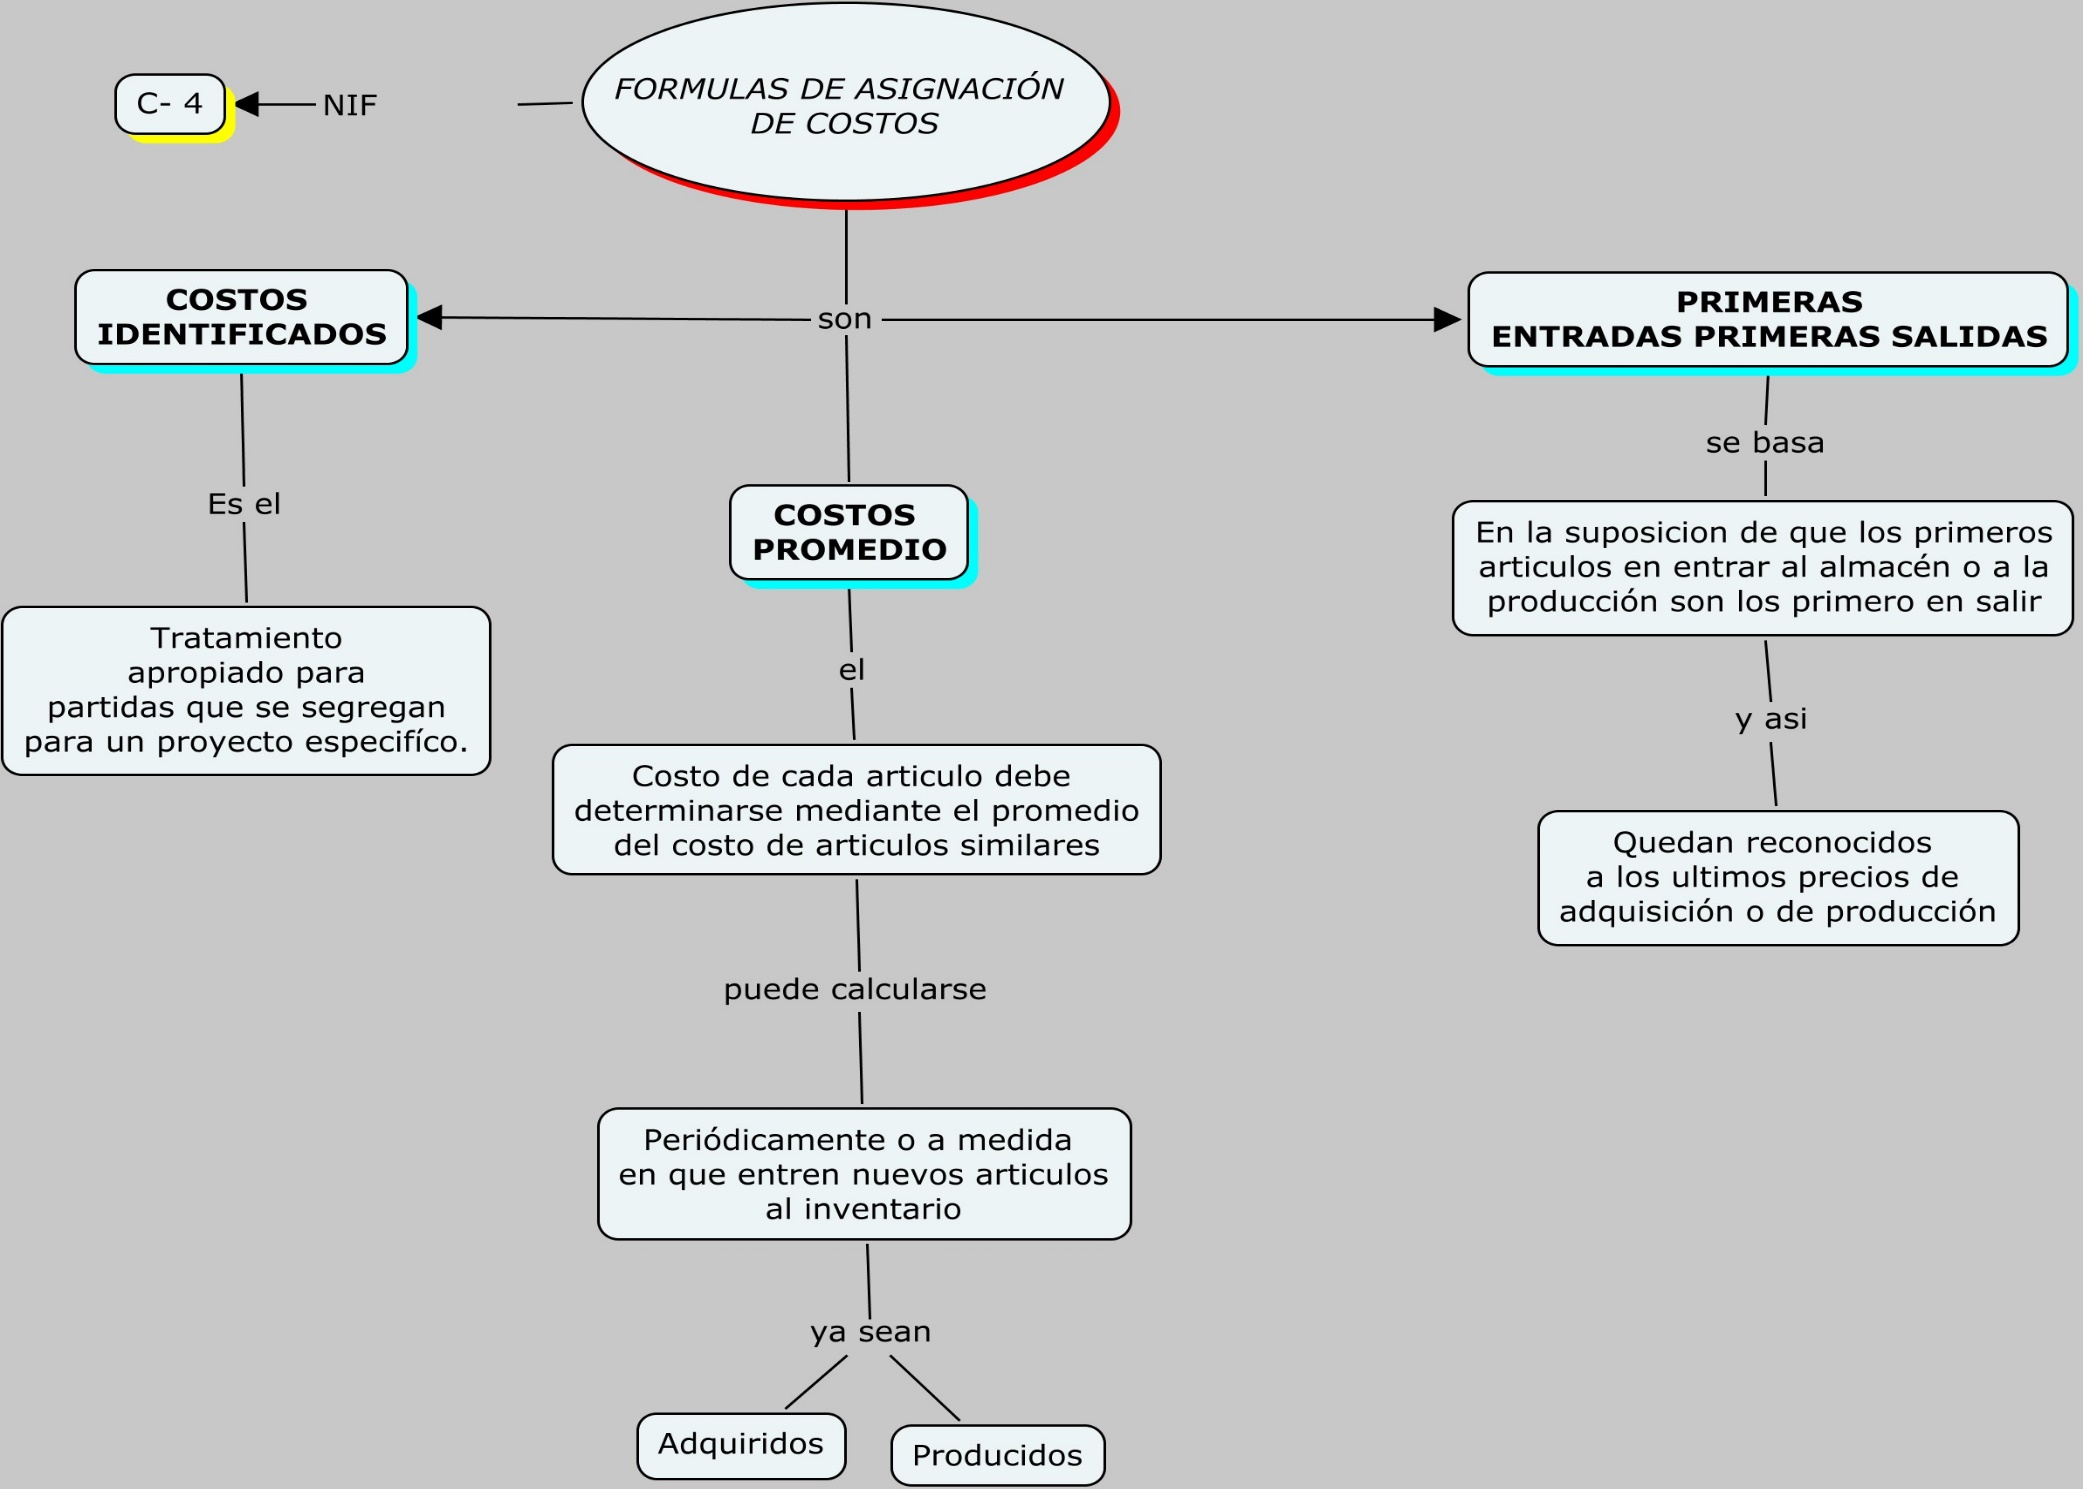 FORMULAS DE ASIGNACIÓN
DE COSTOS
NIF
C- 4
son
COSTOS
IDENTIFICADOS
Es el
Tratamiento
apropiado para
partidas que se segregan
para un proyecto especifíco.
COSTOS
PROMEDIO
el
Costo de cada articulo debe
determinarse mediante el promedio
del costo de articulos similares
puede calcularse
Periódicamente o a medida
en que entren nuevos articulos
al inventario
ya sean
Adquiridos
Producidos
PRIMERAS
ENTRADAS PRIMERAS SALIDAS
se basa
En la suposicion de que los primeros
articulos en entrar al almacén o a la
producción son los primero en salir
y asi
Quedan reconocidos
a los ultimos precios de
adquisición o de producción